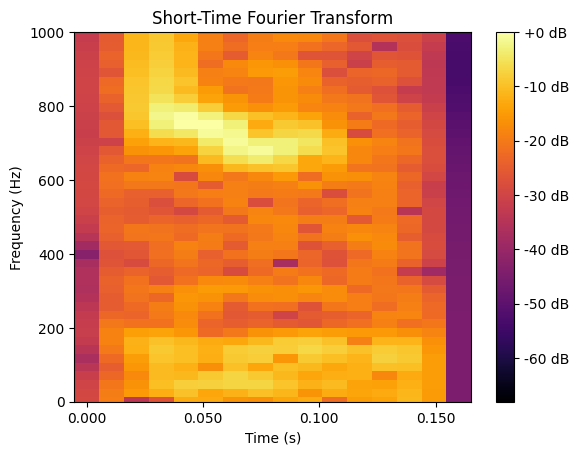 Short-Time Fourier Transform
1000
800
600
400
200
0
Frequency (Hz)
0.000
0.050
0.100
0.150
Time (s)
+0 dB
-10 dB
-20 dB
-30 dB
-40 dB
-50 dB
-60 dB